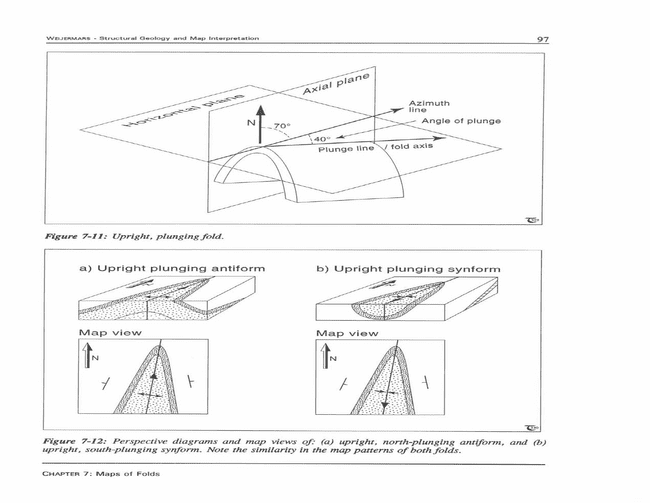 WEIJERMARS - Structural Geology and Map Interpretation 97
Horizontal plane
Axial plane
Azimuth
line
N 70°
Angle of plunge
40°
Plunge line / fold axis
Figure 7-11: Upright, plunging fold.
a) Upright plunging antiform b) Upright plunging synform
Map view Map view
N N
Figure 7-12: Perspective diagrams and map views of: (a) upright, north-plunging antiform, and (b)
upright, south-plunging synform. Note the similarity in the map patterns of both folds.
CHAPTER 7: Maps of Folds